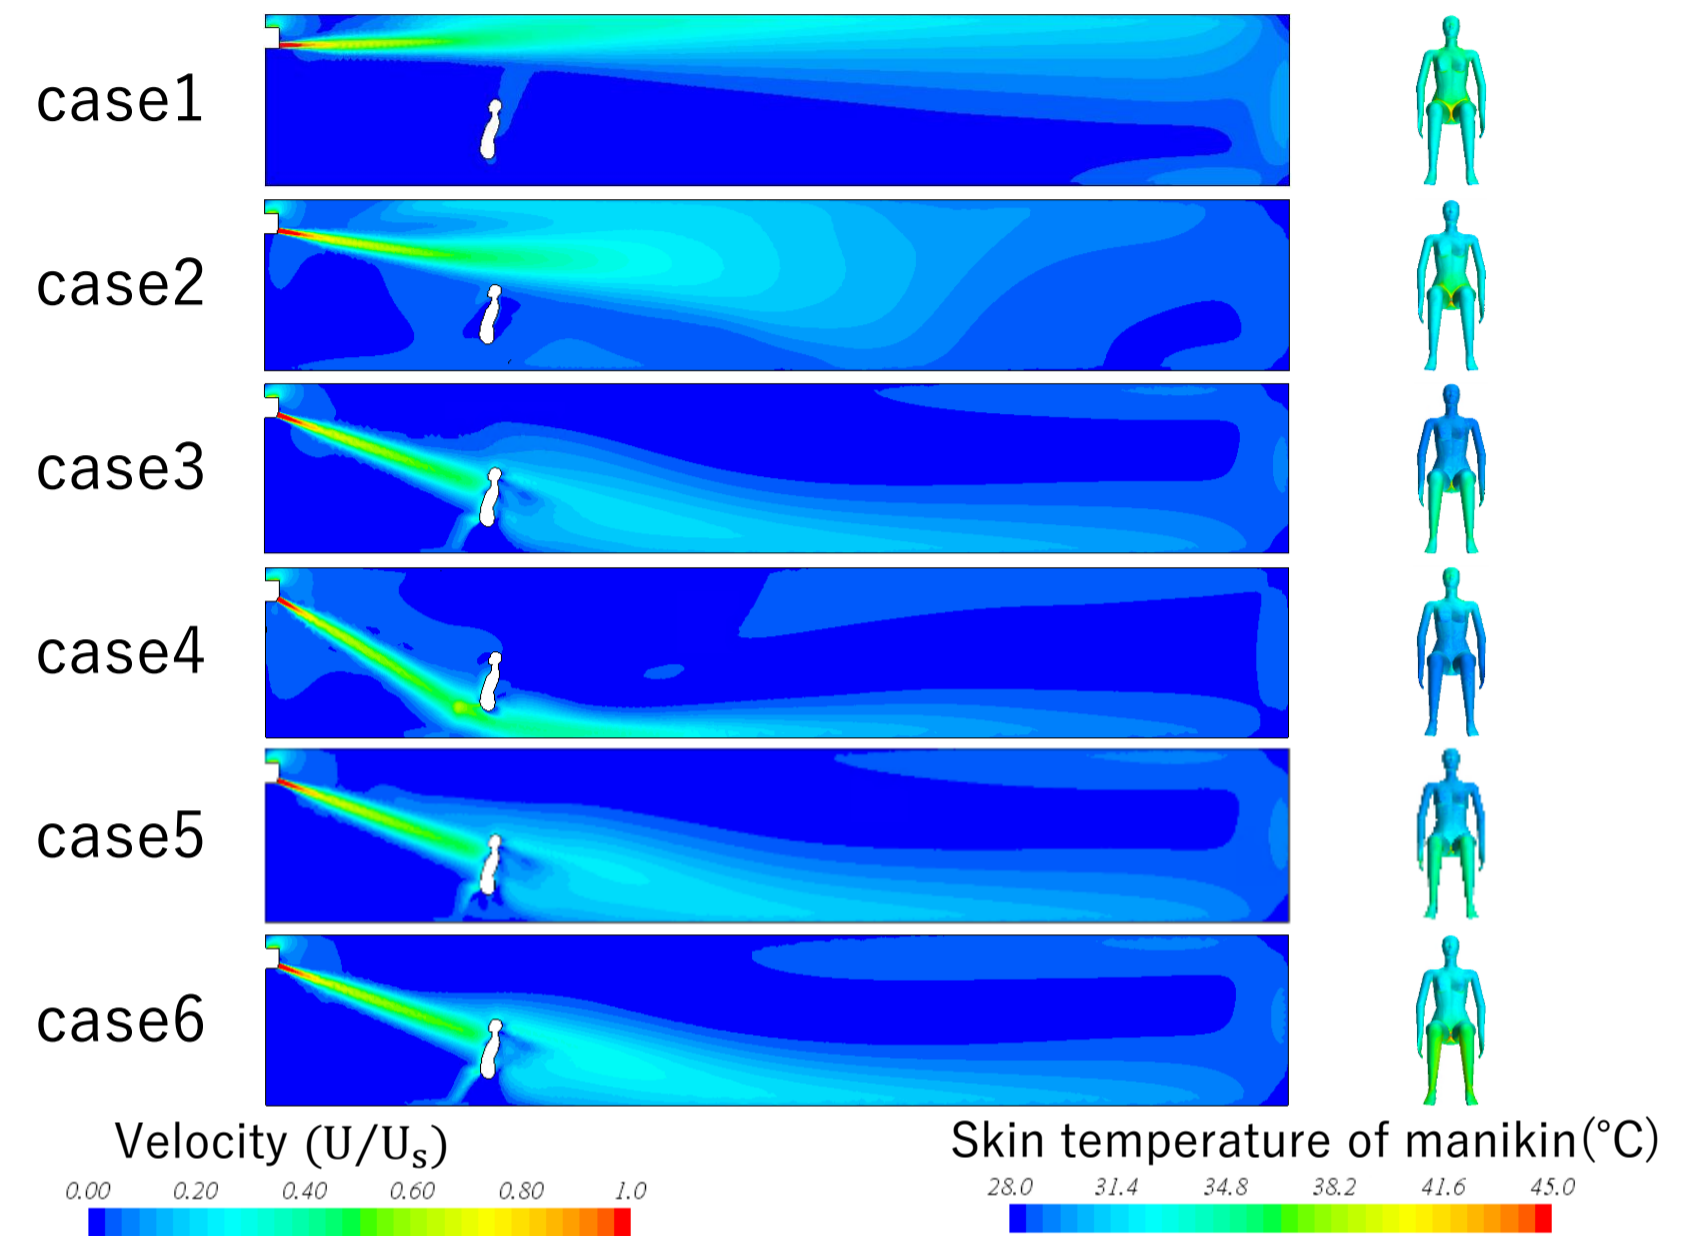 case1
case2
case3
case4
case5
case6
Velocity (U/Uₛ)
0.00 0.20 0.40 0.60 0.80 1.0
Skin temperature of manikin(°C)
28.0 31.4 34.8 38.2 41.6 45.0